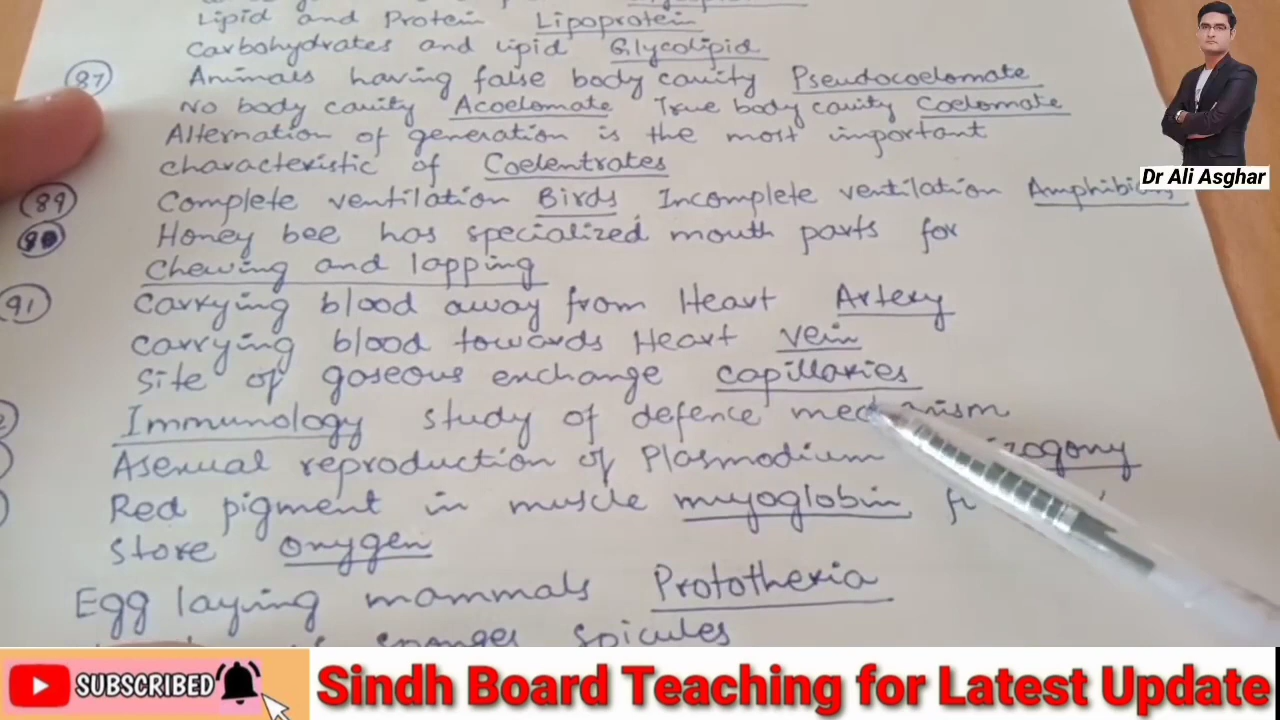 Lipid and Protein Lipoprotein
Carbohydrates and Lipid Glycolipid
87 Animals having false body cavity Pseudocoelomate
No body cavity Acoelomate True body cavity Coelomate
Alternation of generation is the most important
characteristic of Coelentrates
89 Complete ventilation Birds, Incomplete ventilation
90 Honey bee has specialized mouth parts for
Chewing and lapping
91 Carrying blood away from Heart Artery
Carrying blood towards Heart vein
Site of gaseous exchange capillaries
Immunology study of defence
Asexual reproduction of Plasmodium
Red pigment in muscle myoglobin
store oxygen
Egg laying mammals Prototheria
sponges spicules
Dr Ali Asghar
SUBSCRIBED
Sindh Board Teaching for Latest Update